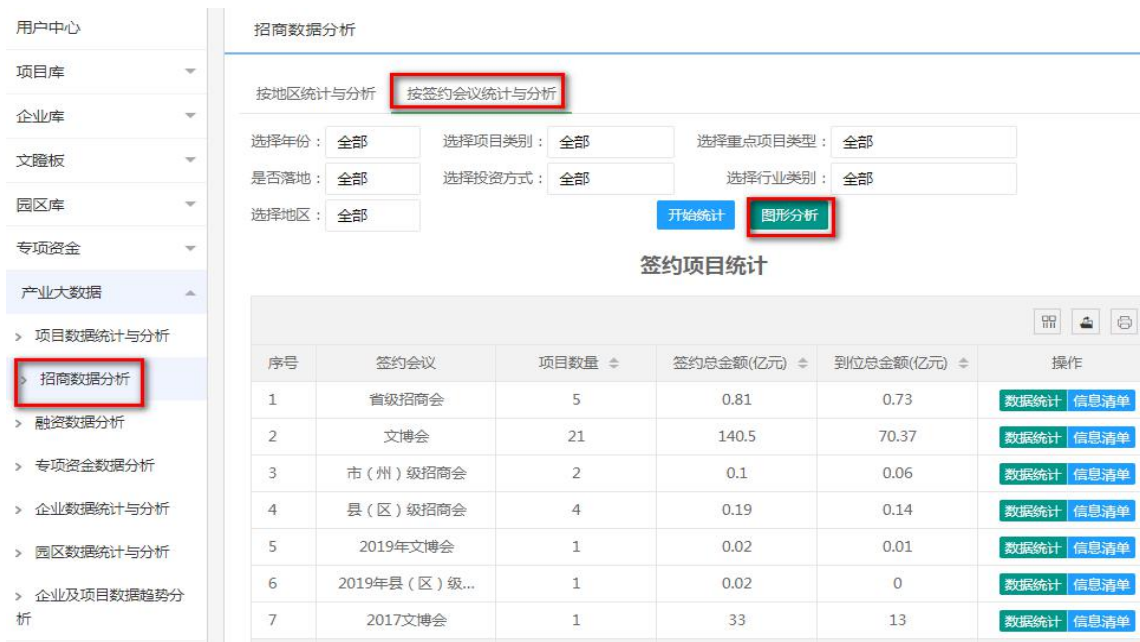 用户中心
项目库
企业库
文瞪板
园区库
专项资金
产业大数据
项目数据统计与分析
招商数据分析
融资数据分析
专项资金数据分析
企业数据统计与分析
园区数据统计与分析
企业及项目数据趋势分
析
招商数据分析
按地区统计与分析 按签约会议统计与分析
选择年份： 全部 选择项目类别： 全部 选择重点项目类型： 全部
是否落地： 全部 选择投资方式： 全部 选择行业类别： 全部
选择地区： 全部 开始统计 图形分析
签约项目统计
序号 签约会议 项目数量 签约总金额(亿元) 到位总金额(亿元) 操作
1 省级招商会 5 0.81 0.73 数据统计 信息清单
2 文博会 21 140.5 70.37 数据统计 信息清单
3 市（州）级招商会 2 0.1 0.06 数据统计 信息清单
4 县（区）级招商会 4 0.19 0.14 数据统计 信息清单
5 2019年文博会 1 0.02 0.01 数据统计 信息清单
6 2019年县（区）级... 1 0.02 0 数据统计 信息清单
7 2017文博会 1 33 13 数据统计 信息清单